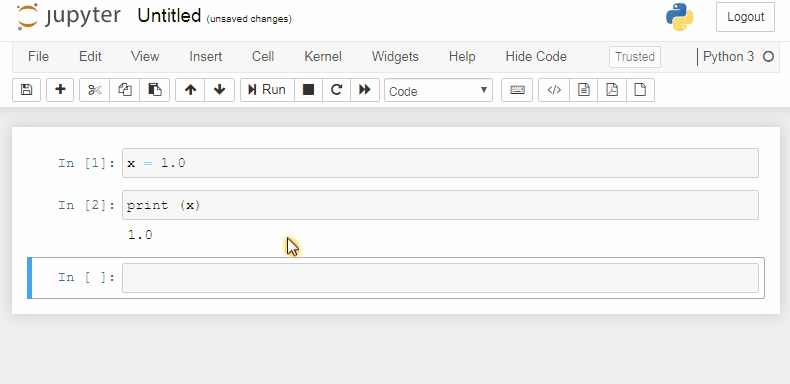 jupyter Untitled (unsaved changes) Logout
File Edit View Insert Cell Kernel Widgets Help Hide Code Trusted Python 3
Run Code </>
In [1]: x = 1.0
In [2]: print (x)
1.0
In [ ]: